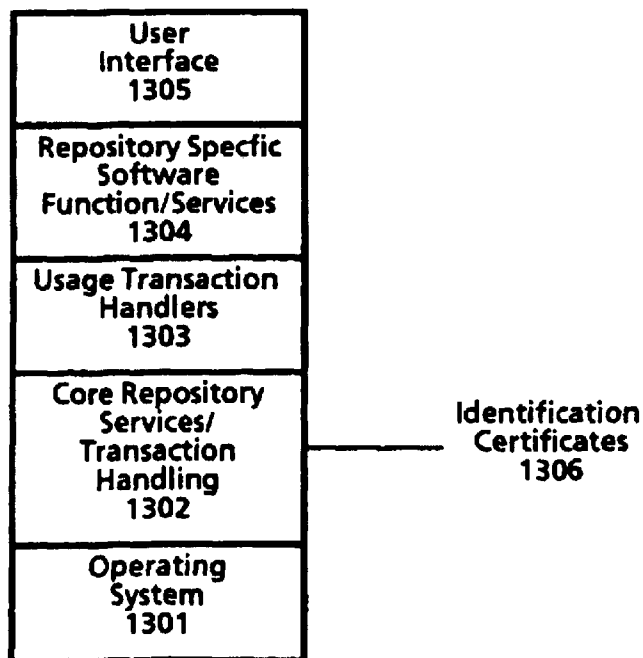 User
Interface
1305
Repository Specfic
Software
Function/Services
1304
Usage Transaction
Handlers
1303
Core Repository
Services/
Transaction
Handling
1302
Identification
Certificates
1306
Operating
System
1301